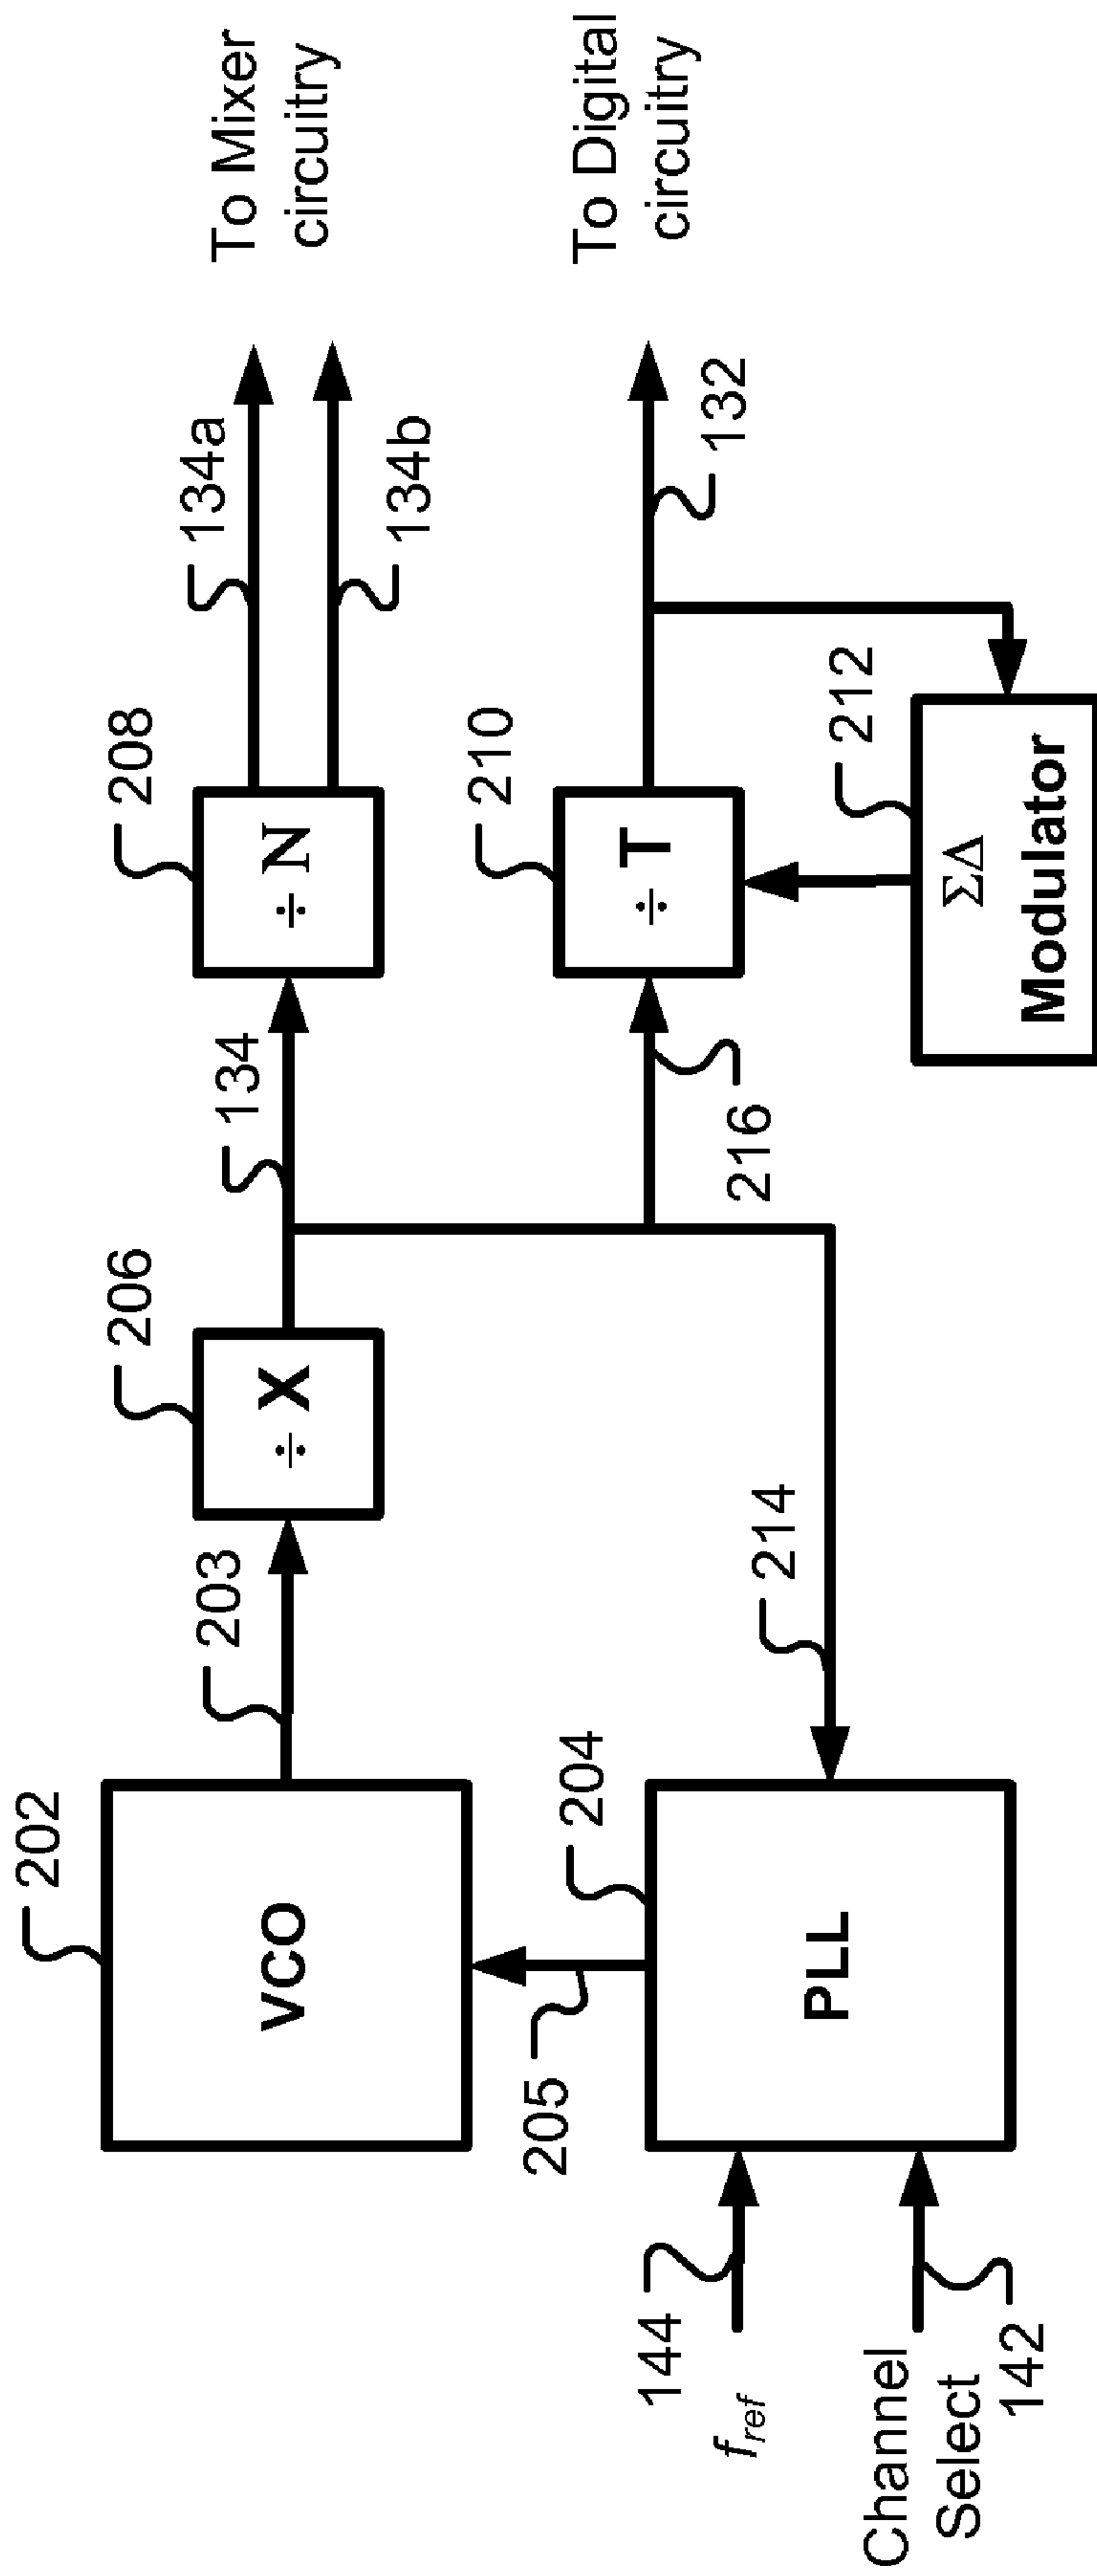 202
VCO
203
206
÷ X
134
208
÷ N
134a
134b
To Mixer
circuitry
205
204
PLL
144
f_ref
Channel
Select
142
214
216
210
÷ T
132
To Digital
circuitry
212
ΣΔ
Modulator